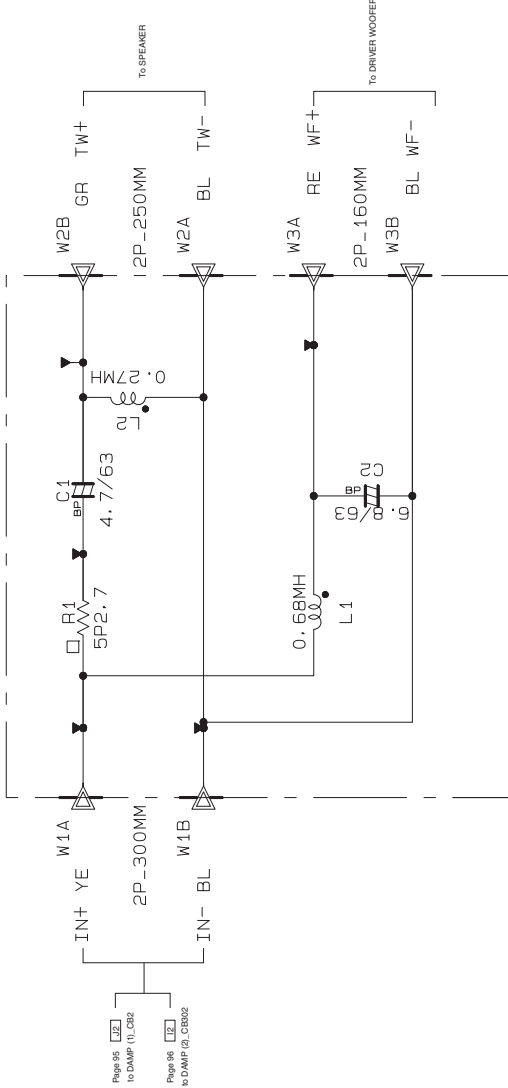 Page 95 J2
to DAMP (1)_CB2
Page 96 I2
to DAMP (2)_CB302
IN+ YE
W1A
2P_300MM
IN- BL
W1B
R1
5P2.7
C1
BP
4.7/63
L2
0.27MH
W2B
GR TW+
2P_250MM
W2A
BL TW-
To SPEAKER
0.68MH
L1
C2
BP
6.8/63
W3A
RE WF+
2P_160MM
W3B
BL WF-
To DRIVER WOOFER